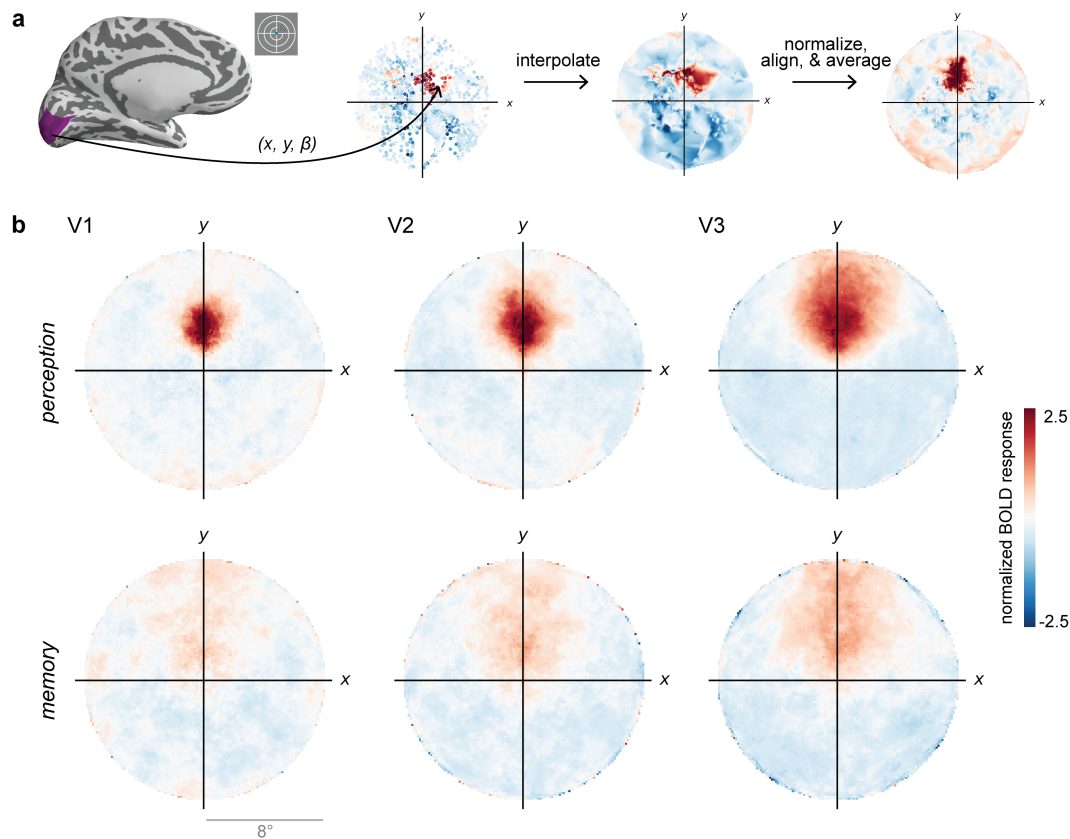 a
y
x
(x, y, β)
interpolate
y
x
normalize,
align, & average
y
x
b
V1
V2
V3
perception
y
x
y
x
y
x
memory
y
x
y
x
y
x
normalized BOLD response
2.5
-2.5
8°